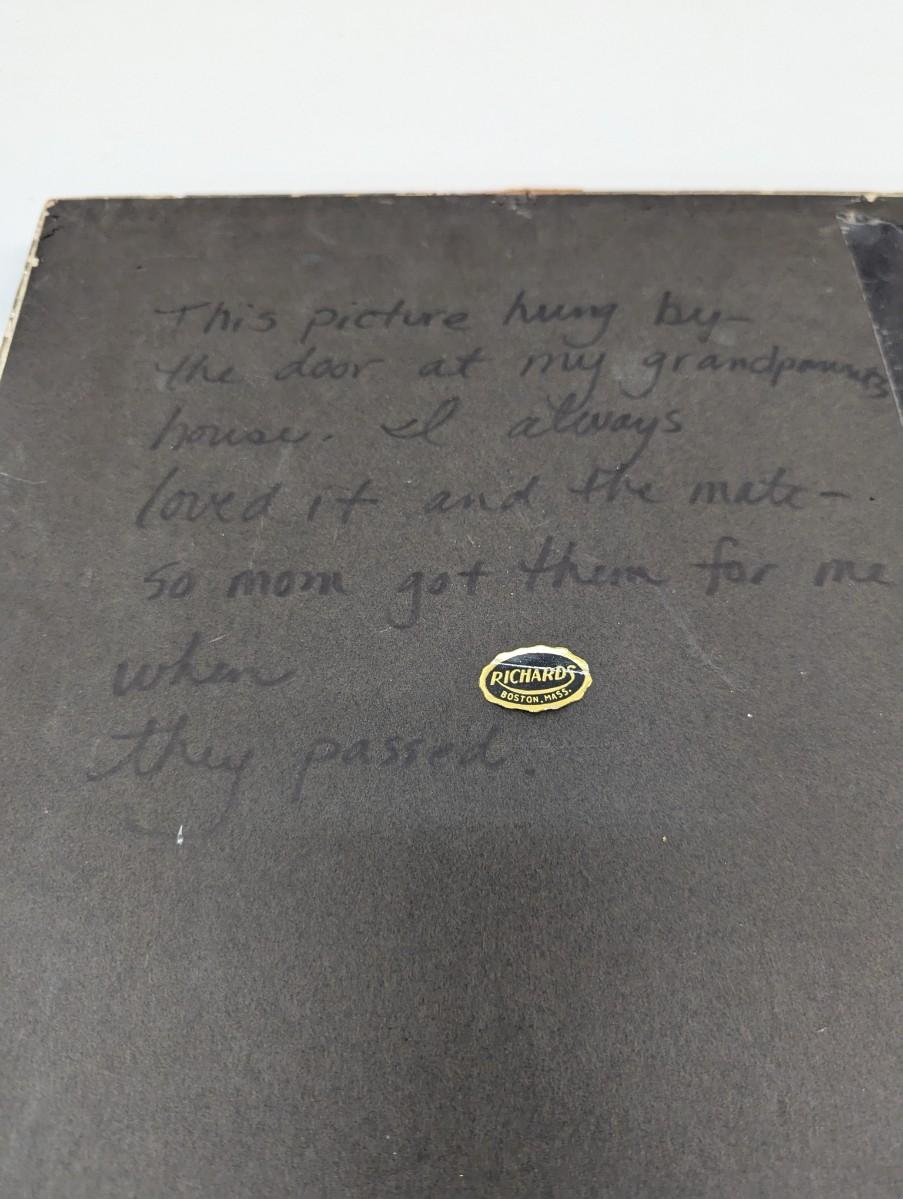 This picture hung by-
the door at my grandparents
house. I always
loved it and the mate-
so mom got them for me
when
RICHARDS
BOSTON, MASS.
they passed.